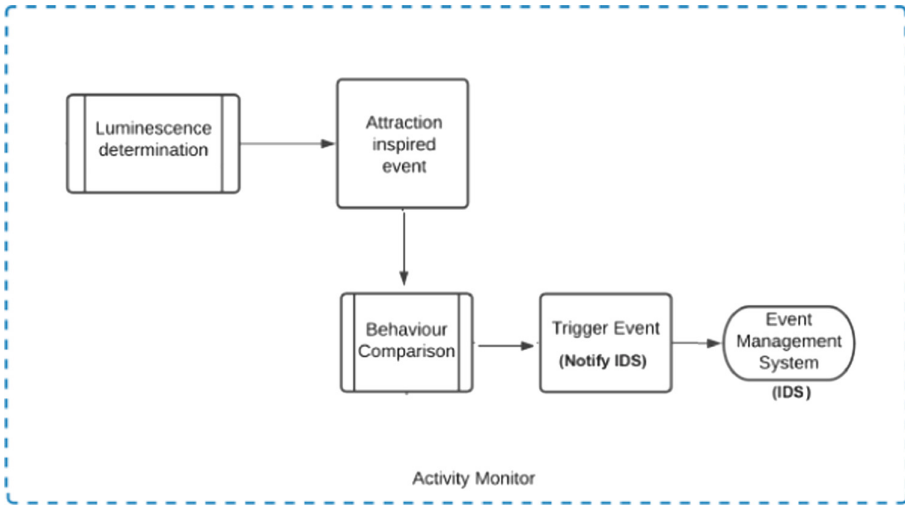 Luminescence
determination
Attraction
inspired
event
Behaviour
Comparison
Trigger Event
(Notify IDS)
Event
Management
System
(IDS)
Activity Monitor